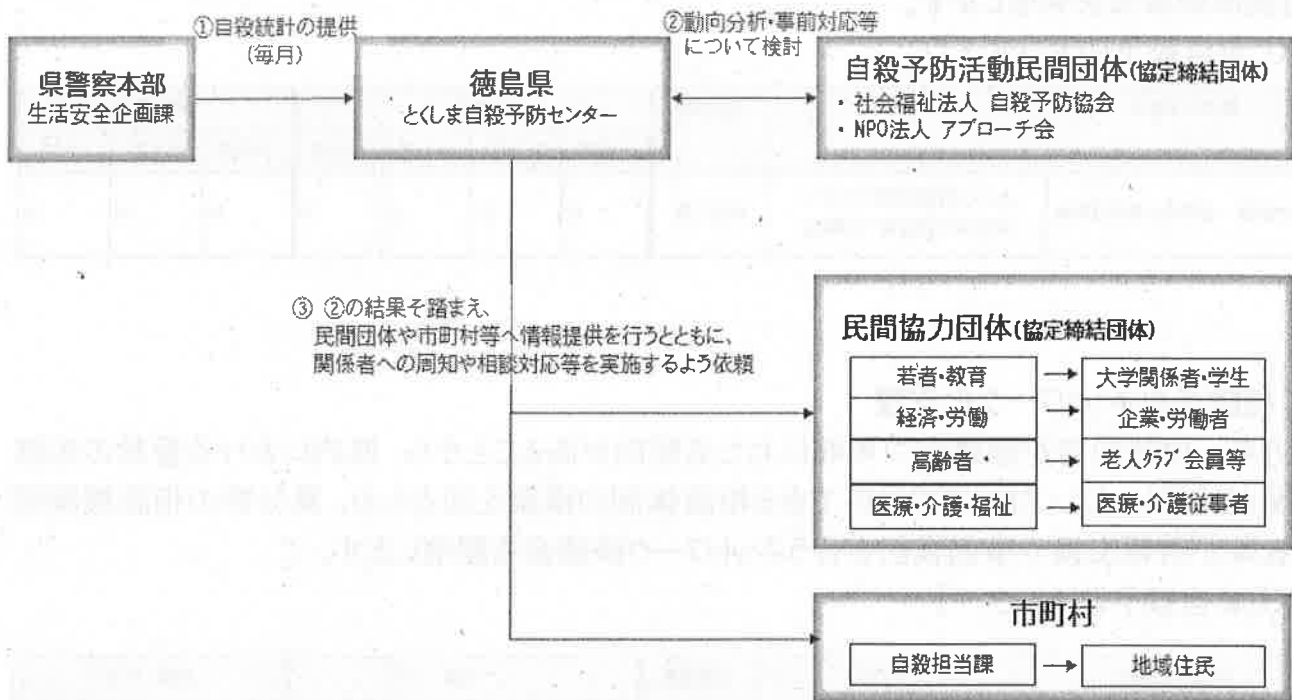 ①自殺統計の提供
(毎月)
②動向分析・事前対応等
について検討
県警察本部
生活安全企画課
徳島県
とくしま自殺予防センター
自殺予防活動民間団体(協定締結団体)
・社会福祉法人 自殺予防協会
・NPO法人 アプローチ会
③ ②の結果そ踏まえ、
民間団体や市町村等へ情報提供を行うとともに、
関係者への周知や相談対応等を実施するよう依頼
民間協力団体(協定締結団体)
若者・教育 → 大学関係者・学生
経済・労働 → 企業・労働者
高齢者 → 老人クラブ会員等
医療・介護・福祉 → 医療・介護従事者
市町村
自殺担当課 → 地域住民